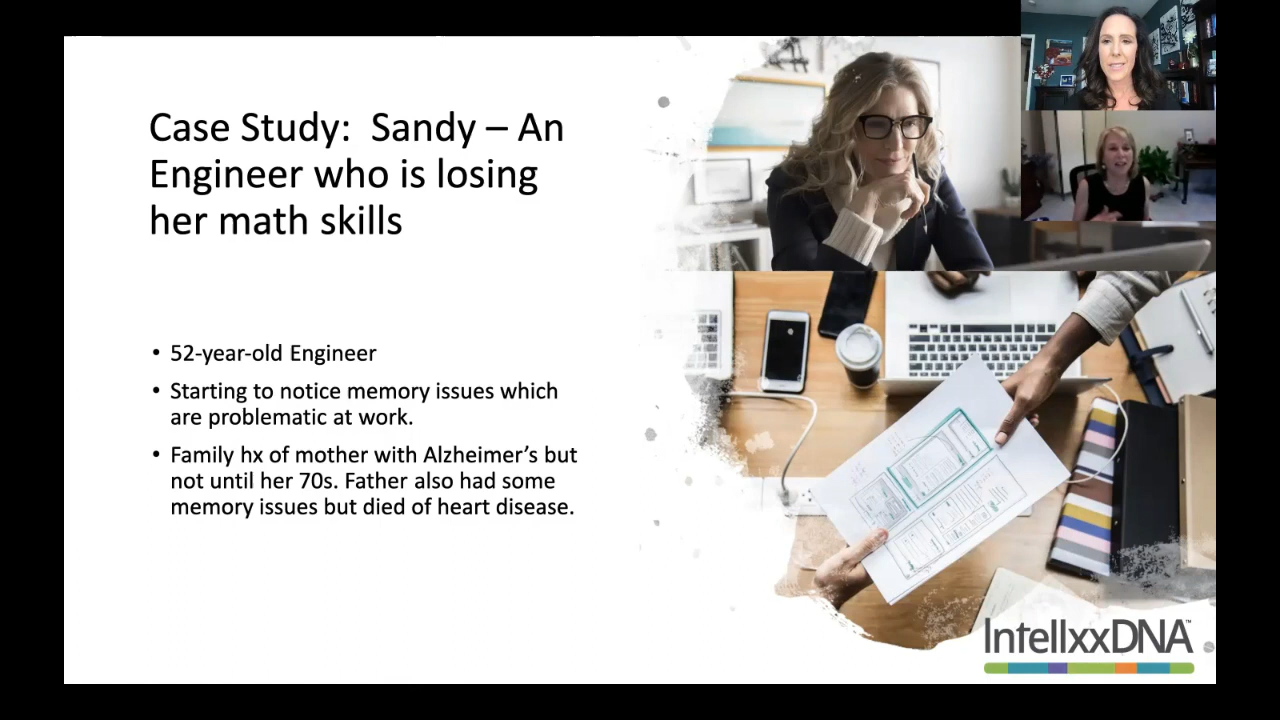 Case Study:  Sandy – An
Engineer who is losing
her math skills
• 52-year-old Engineer
• Starting to notice memory issues which
are problematic at work.
• Family hx of mother with Alzheimer’s but
not until her 70s. Father also had some
memory issues but died of heart disease.
IntellxxDNA™